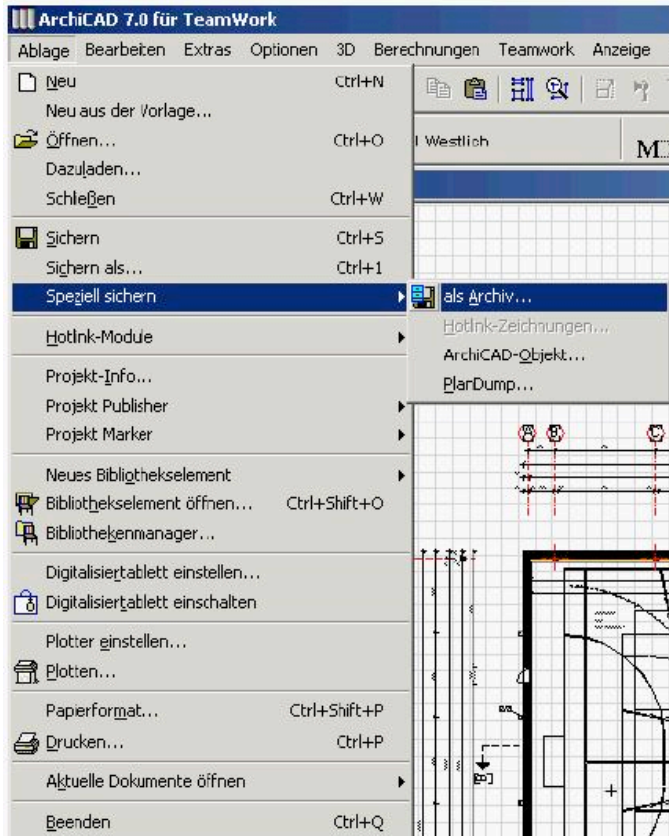 ArchiCAD 7.0 für TeamWork
Ablage Bearbeiten Extras Optionen 3D Berechnungen Teamwork Anzeige
Neu Ctrl+N
Neu aus der Vorlage...
Öffnen... Ctrl+O
Westlich
Dazuladen...
Schließen Ctrl+W
Sichern Ctrl+S
Sichern als... Ctrl+1
Speziell sichern
als Archiv...
HotInk-Zeichnungen...
ArchiCAD-Objekt...
PlanDump...
HotInk-Module
Projekt-Info...
Projekt Publisher
Projekt Marker
A B C
Neues Bibliothekselement
Bibliothekselement öffnen... Ctrl+Shift+O
Bibliothekenmanager...
Digitalisiertablett einstellen...
Digitalisiertablett einschalten
Plotter einstellen...
Plotten...
Papierformat... Ctrl+Shift+P
Drucken... Ctrl+P
Aktuelle Dokumente öffnen
Beenden Ctrl+Q